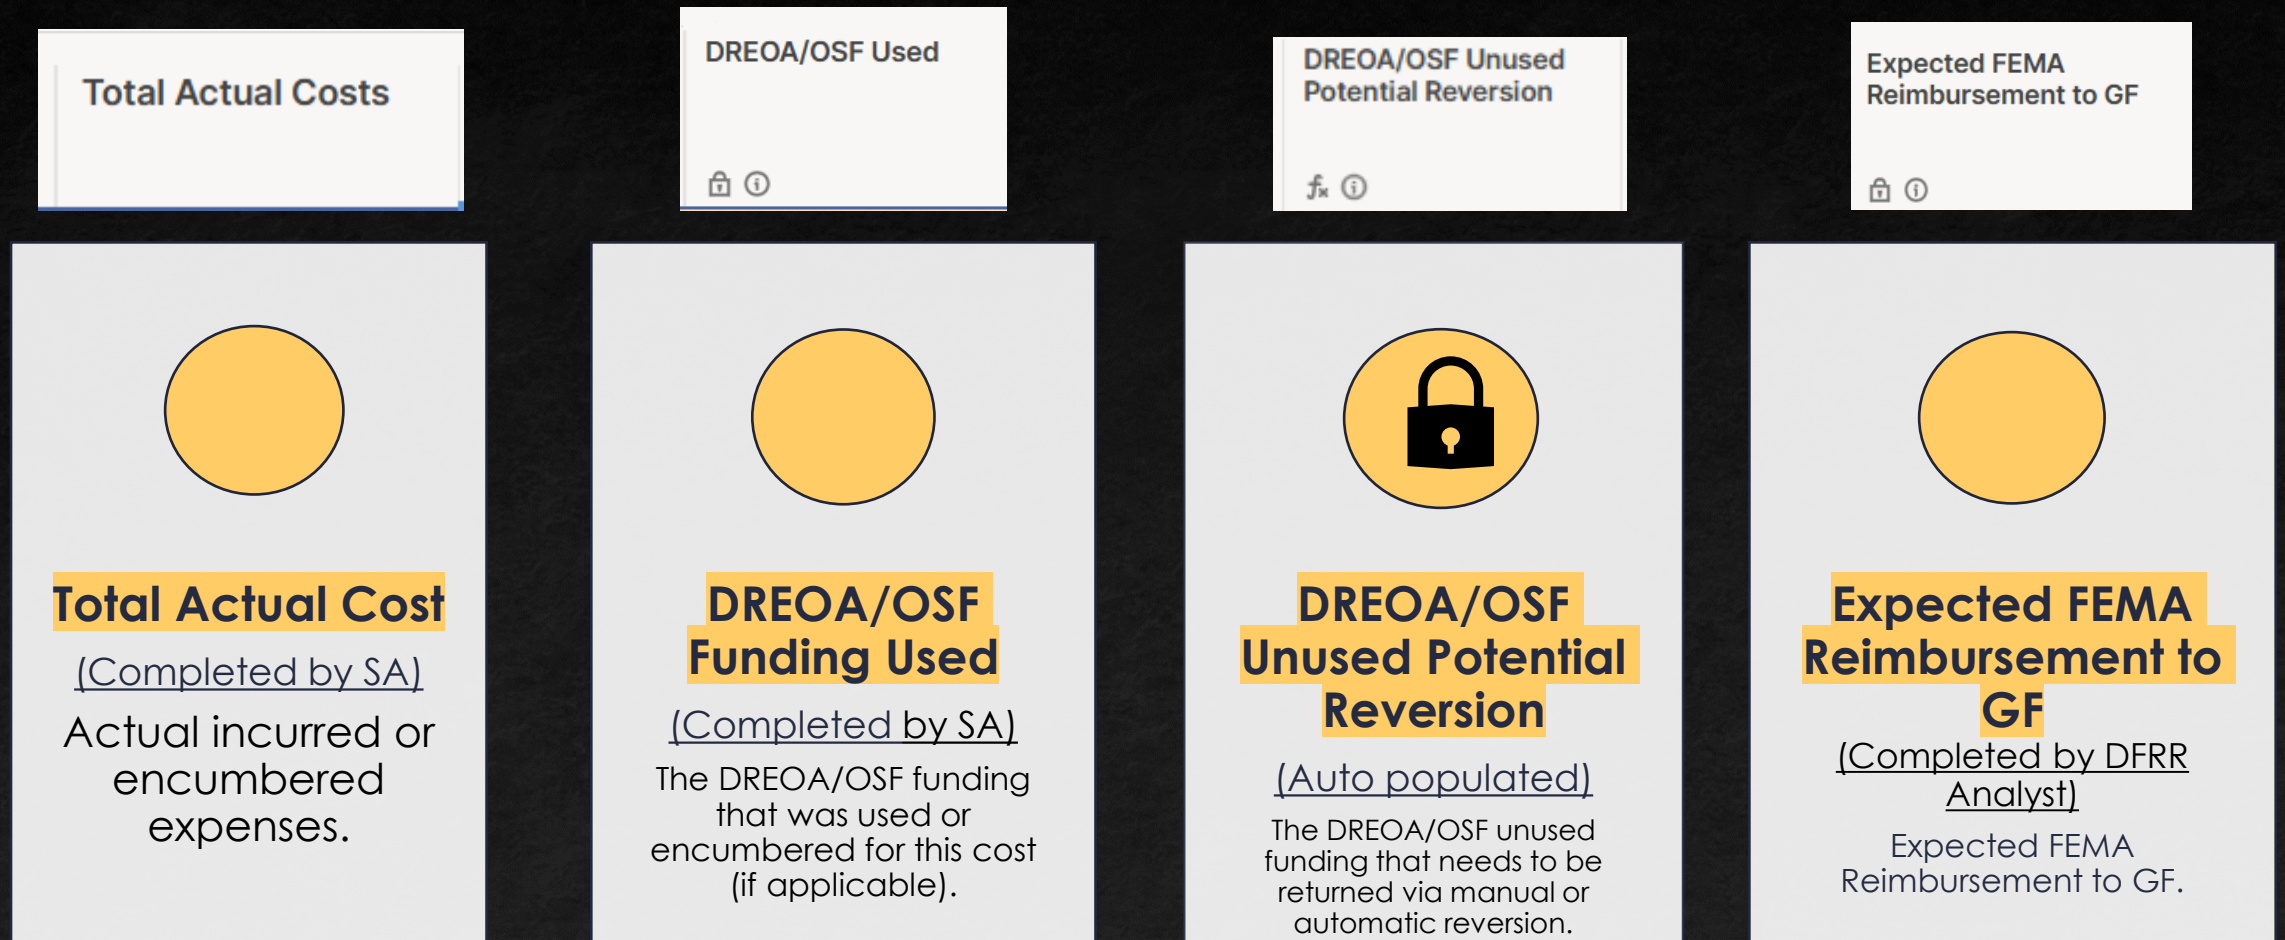 Total Actual Costs
DREOA/OSF Used
DREOA/OSF Unused
Potential Reversion
Expected FEMA
Reimbursement to GF
Total Actual Cost
(Completed by SA)
Actual incurred or
encumbered
expenses.
DREOA/OSF
Funding Used
(Completed by SA)
The DREOA/OSF funding
that was used or
encumbered for this cost
(if applicable).
DREOA/OSF
Unused Potential
Reversion
(Auto populated)
The DREOA/OSF unused
funding that needs to be
returned via manual or
automatic reversion.
Expected FEMA
Reimbursement to
GF
(Completed by DFRR
Analyst)
Expected FEMA
Reimbursement to GF.